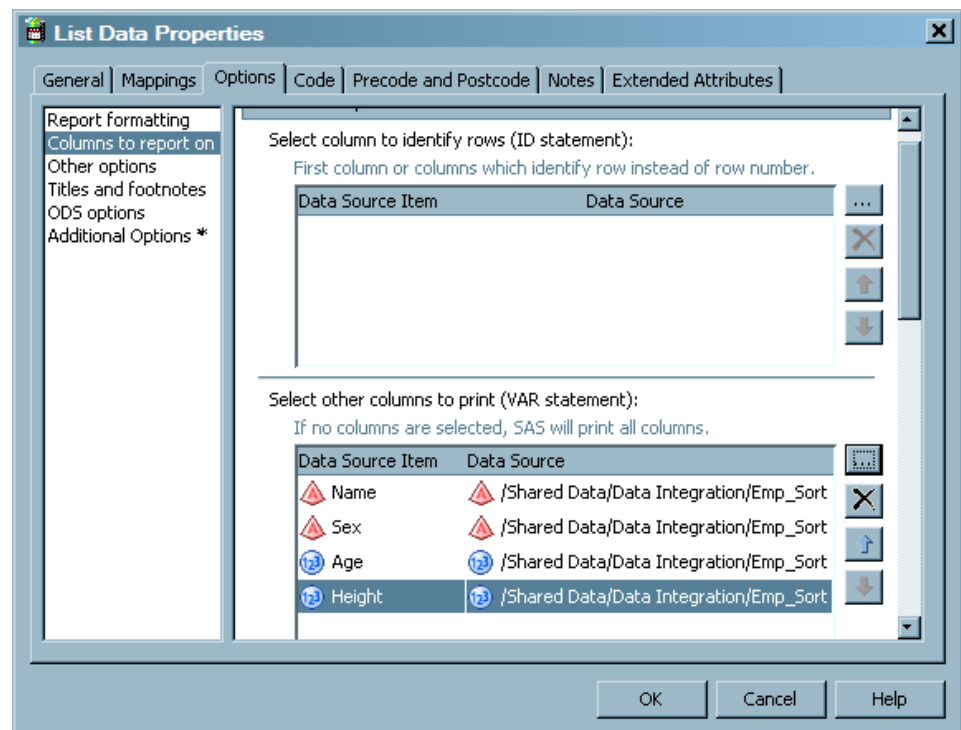 List Data Properties
General Mappings Options Code Precode and Postcode Notes Extended Attributes
Report formatting
Columns to report on
Other options
Titles and footnotes
ODS options
Additional Options *
Select column to identify rows (ID statement):
First column or columns which identify row instead of row number.
Data Source Item Data Source
...
Select other columns to print (VAR statement):
If no columns are selected, SAS will print all columns.
Data Source Item Data Source
...
A Name A /Shared Data/Data Integration/Emp_Sort
A Sex A /Shared Data/Data Integration/Emp_Sort
123 Age 123 /Shared Data/Data Integration/Emp_Sort
123 Height 123 /Shared Data/Data Integration/Emp_Sort
OK Cancel Help